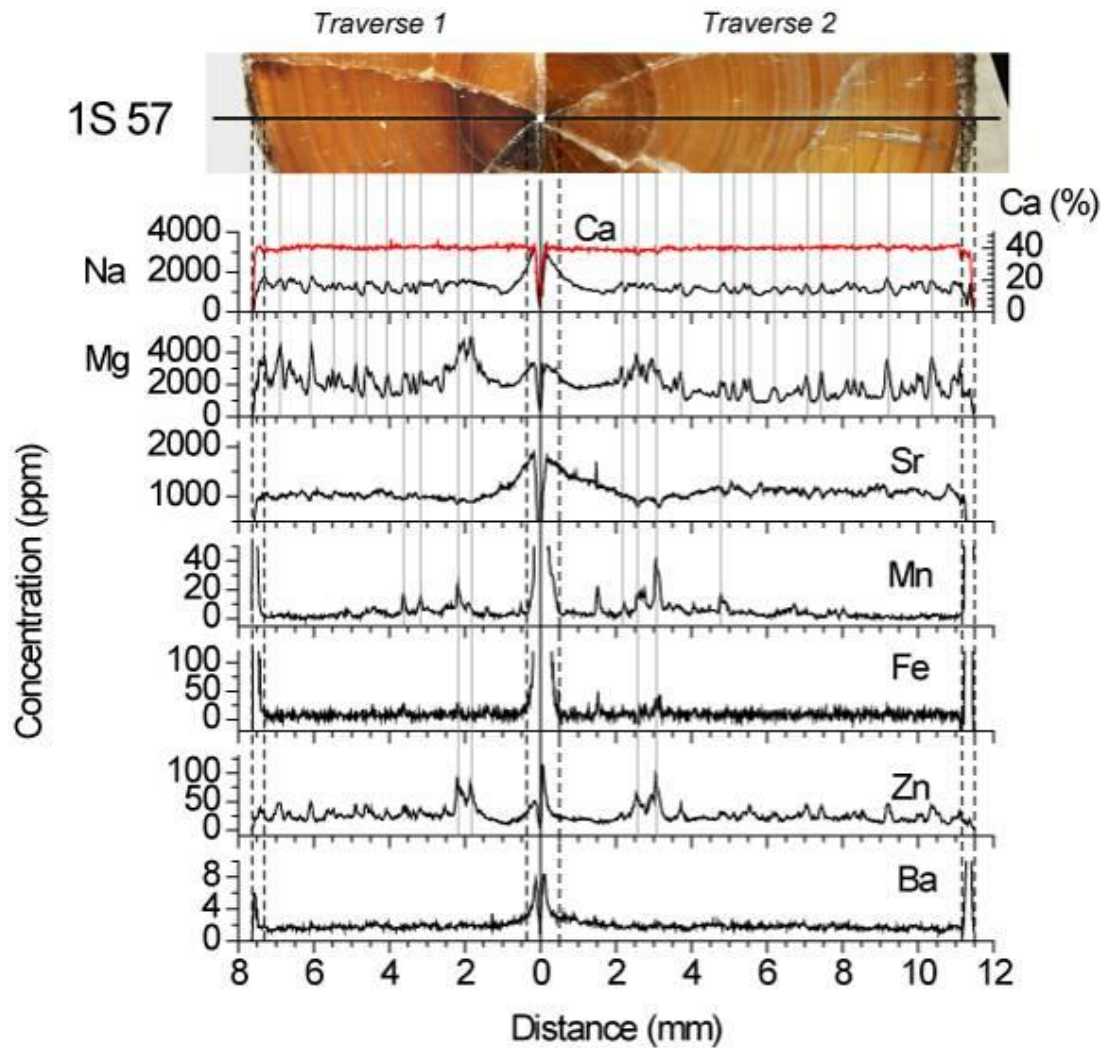 Traverse 1 Traverse 2
1S 57
Ca (%)
4000 Ca 40
Na 2000 20
0 0
Mg 4000
2000
0
2000 Sr
1000
40 Mn
20
0
100 Fe
50
0
100 Zn
50
0
8 Ba
4
0
8 6 4 2 0 2 4 6 8 10 12
Distance (mm)
Concentration (ppm)